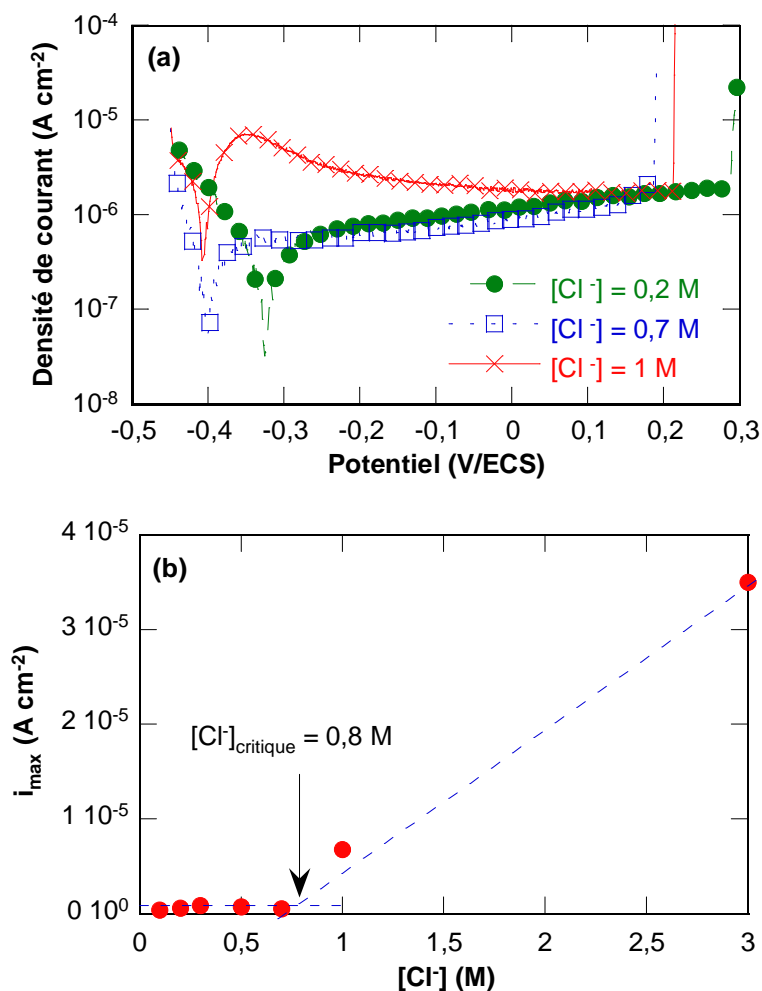 (a)
Densité de courant (A cm-2)
10-4
10-5
10-6
10-7
10-8
[Cl -] = 0,2 M
[Cl -] = 0,7 M
[Cl -] = 1 M
-0,5 -0,4 -0,3 -0,2 -0,1 0 0,1 0,2 0,3
Potentiel (V/ECS)
(b)
imax (A cm-2)
4 10-5
3 10-5
2 10-5
1 10-5
0 100
[Cl-]critique = 0,8 M
0 0,5 1 1,5 2 2,5 3
[Cl-] (M)